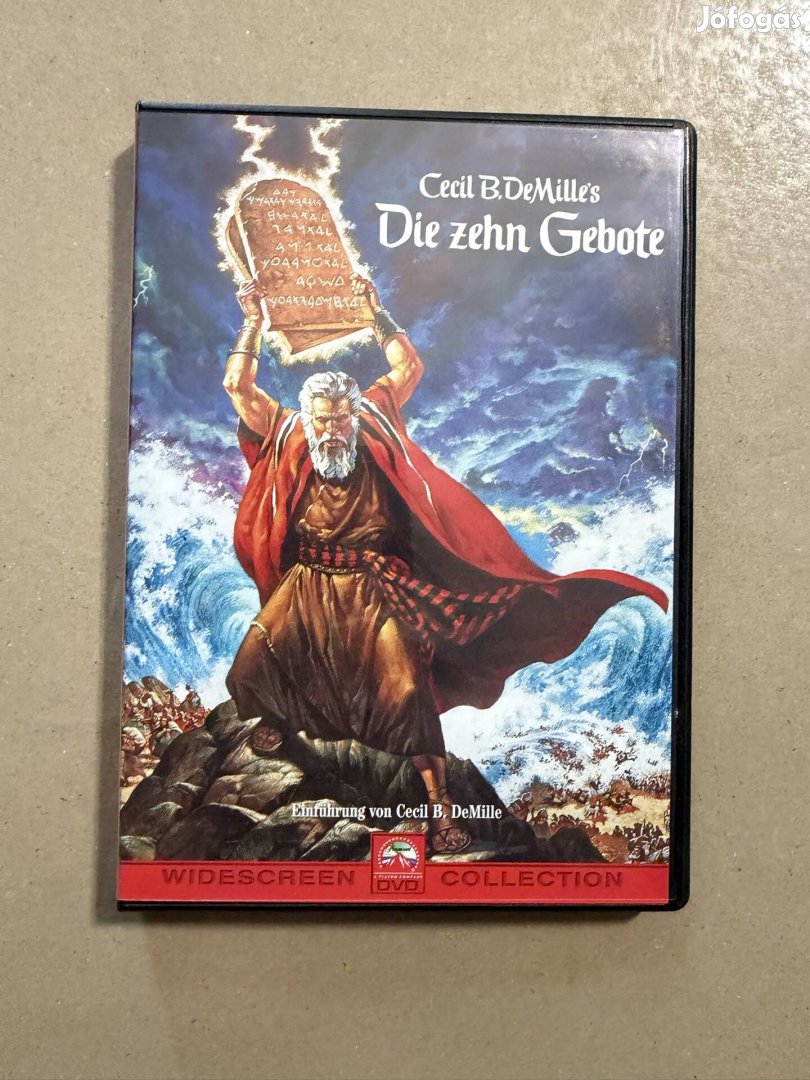 Jófogás
Cecil B. DeMille's
Die zehn Gebote
Einführung von Cecil B. DeMille
WIDESCREEN DVD COLLECTION